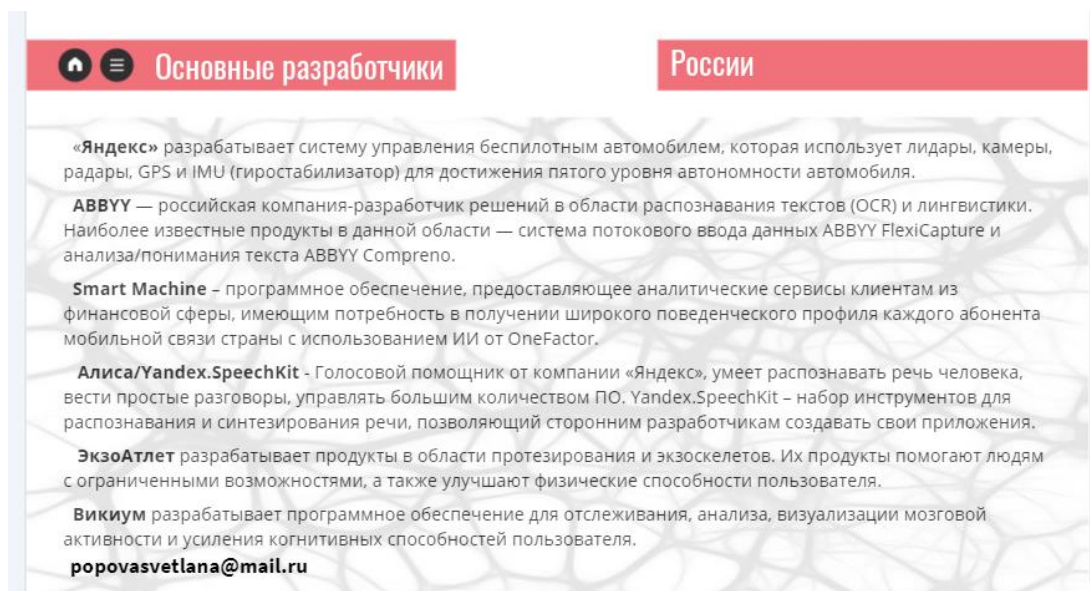 Основные разработчики
России
«Яндекс» разрабатывает систему управления беспилотным автомобилем, которая использует лидары, камеры,
радары, GPS и IMU (гиростабилизатор) для достижения пятого уровня автономности автомобиля.
ABBYY — российская компания-разработчик решений в области распознавания текстов (OCR) и лингвистики.
Наиболее известные продукты в данной области — система потокового ввода данных ABBYY FlexiCapture и
анализа/понимания текста ABBYY Compreno.
Smart Machine – программное обеспечение, предоставляющее аналитические сервисы клиентам из
финансовой сферы, имеющим потребность в получении широкого поведенческого профиля каждого абонента
мобильной связи страны с использованием ИИ от OneFactor.
Алиса/Yandex.SpeechKit - Голосовой помощник от компании «Яндекс», умеет распознавать речь человека,
вести простые разговоры, управлять большим количеством ПО. Yandex.SpeechKit – набор инструментов для
распознавания и синтезирования речи, позволяющий сторонним разработчикам создавать свои приложения.
ЭкзоАтлет разрабатывает продукты в области протезирования и экзоскелетов. Их продукты помогают людям
с ограниченными возможностями, а также улучшают физические способности пользователя.
Викиум разрабатывает программное обеспечение для отслеживания, анализа, визуализации мозговой
активности и усиления когнитивных способностей пользователя.
popovasvetlana@mail.ru